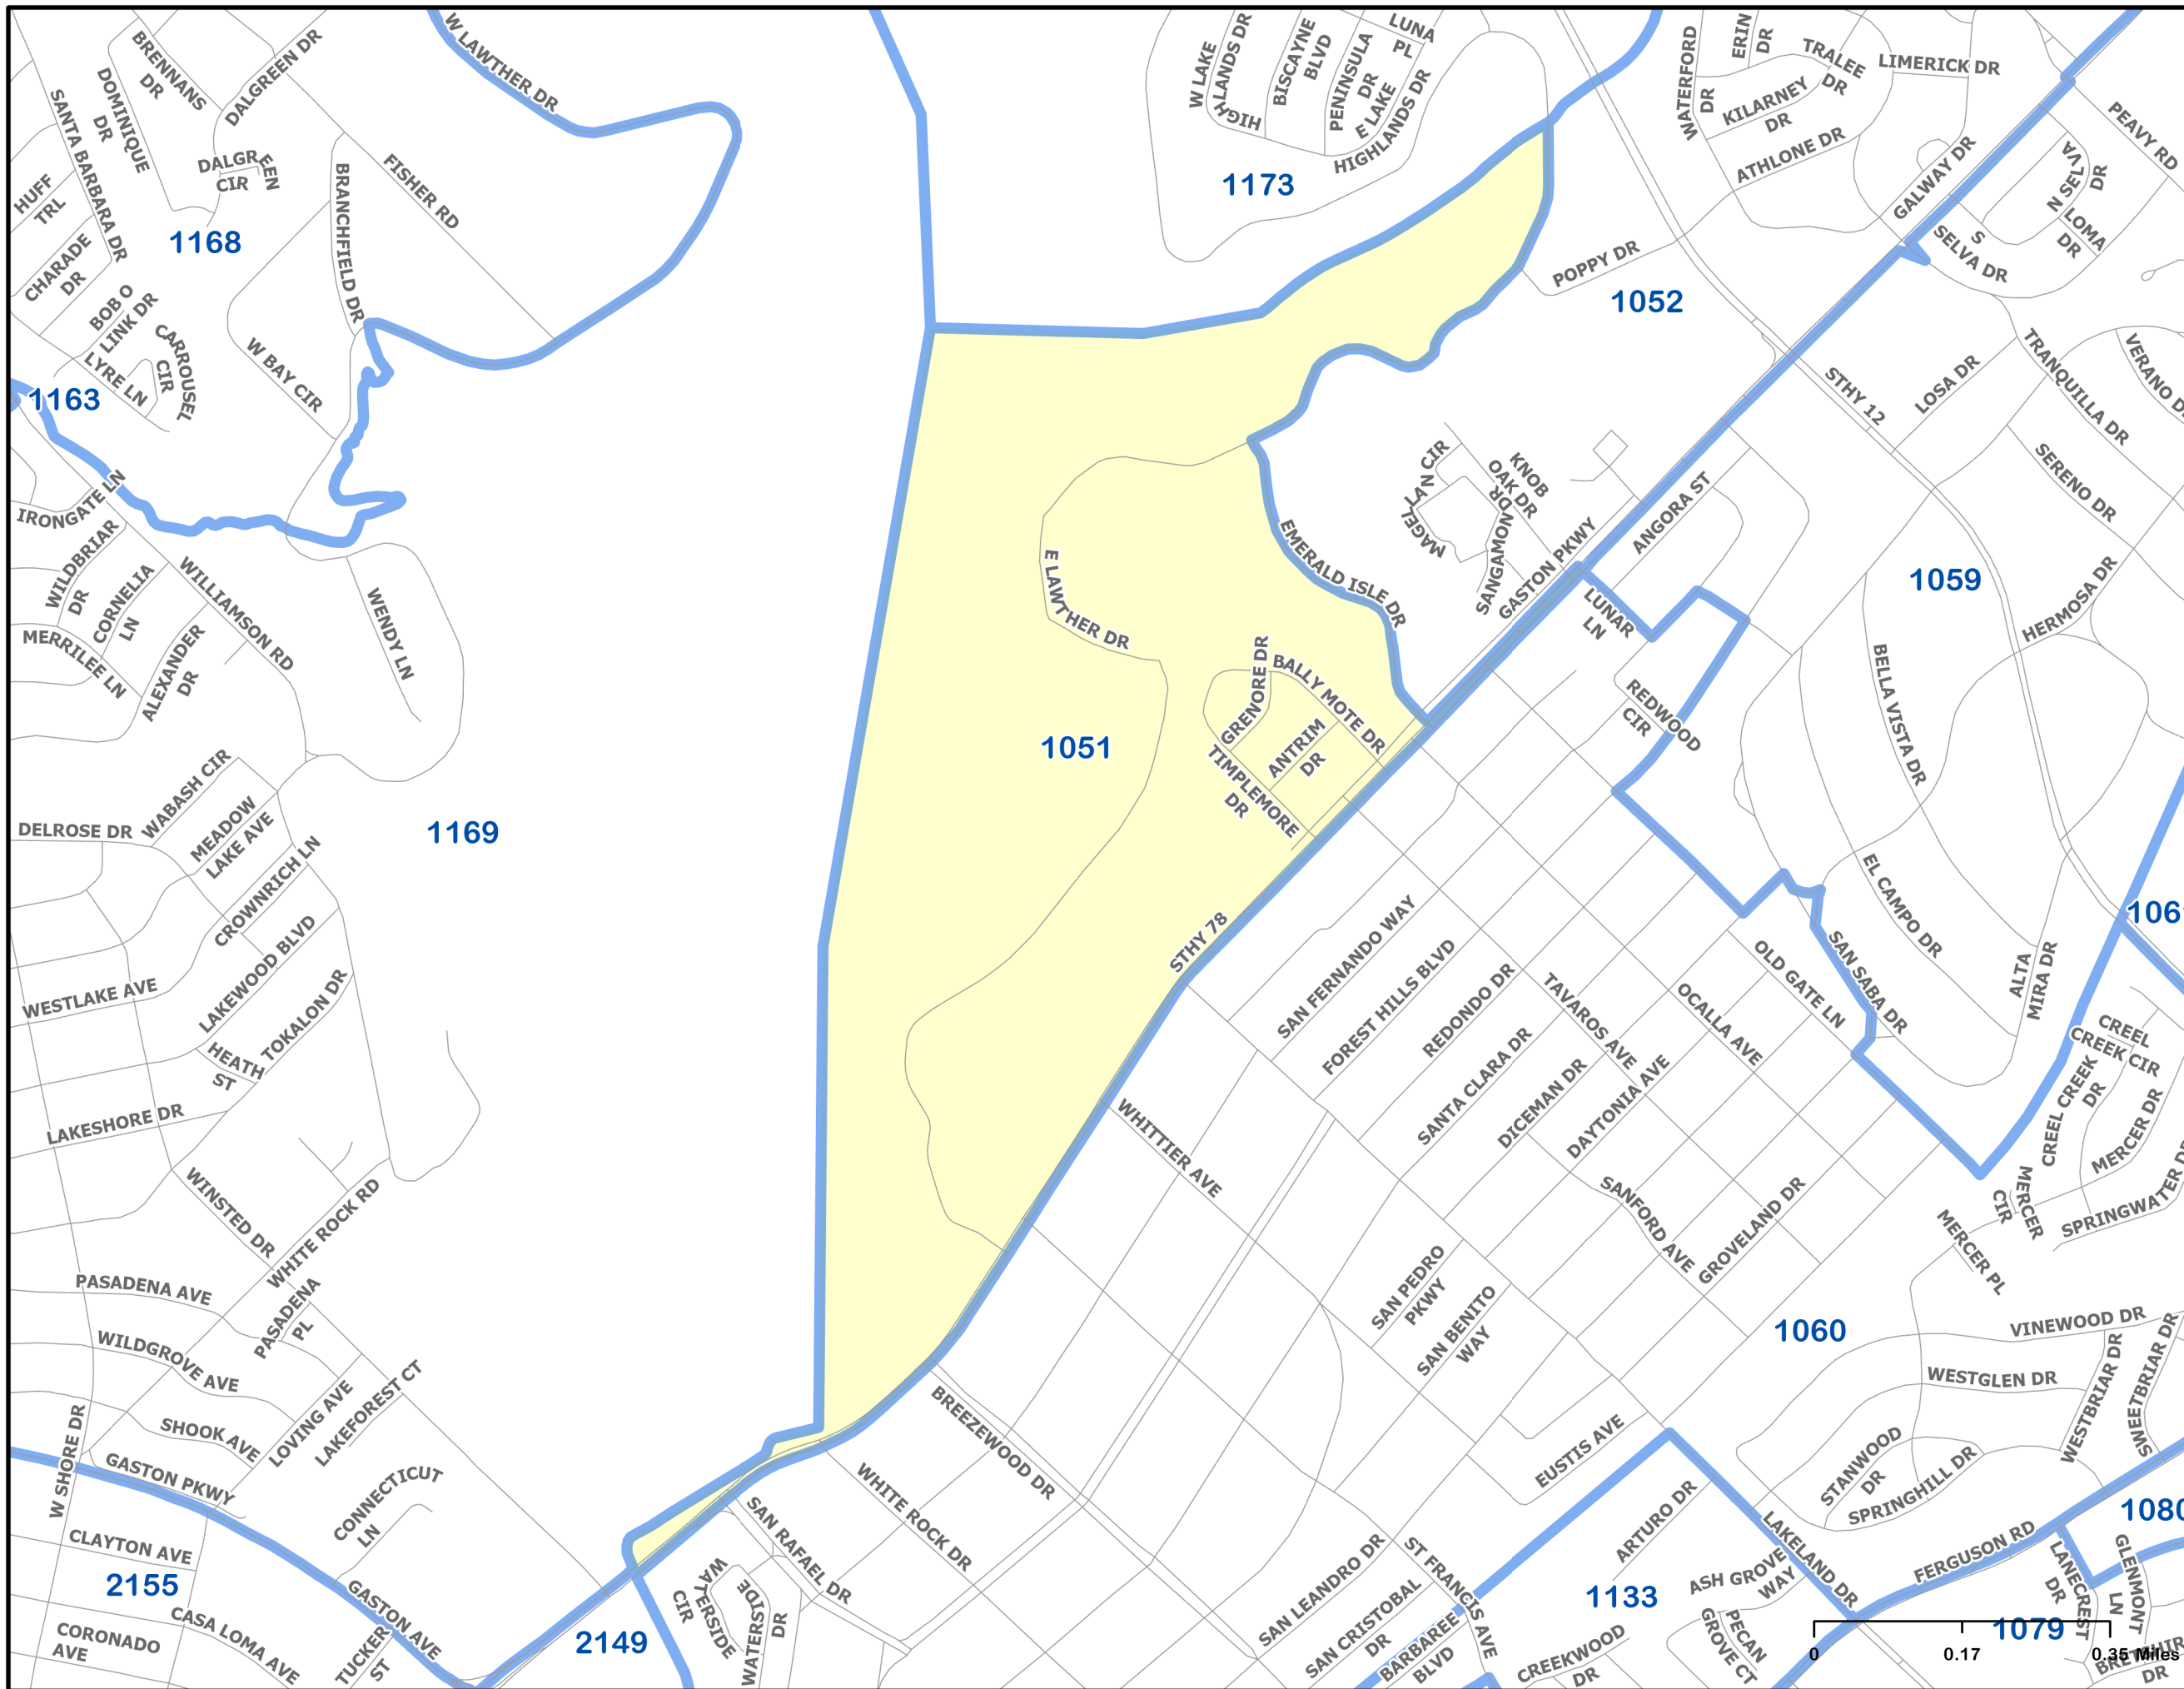 W LAWTHER DR
BRENNANS
DR
DALGREEN DR
DOMINIQUE
DR
SANTA BARBARA DR
DALGREEN
CIR
HUFF
TRL
FISHER RD
BRANCHFIELD DR
1168
CHARADE
DR
BOB O
LINK DR
CARROUSEL
CIR
LYRE LN
W BAY CIR
1163
IRONGATE LN
WILDBRIAR
DR
CORNELIA
LN
WILLIAMSON RD
MERRILEE LN
ALEXANDER
DR
WENDY LN
WABASH CIR
DELROSE DR
MEADOW
LAKE AVE
1169
CROWNRICH LN
LAKEWOOD BLVD
WESTLAKE AVE
TOKALON DR
HEATH
ST
LAKESHORE DR
WINSTED DR
WHITE ROCK RD
PASADENA AVE
PASADENA
PL
WILDGROVE AVE
LOVING AVE
LAKEFOREST CT
SHOOK AVE
W SHORE DR
GASTON PKWY
CONNECTICUT
LN
CLAYTON AVE
2155
GASTON AVE
CASA LOMA AVE
CORONADO
AVE
TUCKER
ST
2149
W LAKE
HIGHLANDS DR
BISCAYNE
BLVD
PENINSULA
DR
LUNA
PL
E LAKE
HIGHLANDS DR
1173
WATERFORD
DR
ERIN
DR
TRALEE
DR
KILARNEY
DR
LIMERICK DR
ATHLONE DR
GALWAY DR
PEAVY RD
N SELVA
DR
LOMA
DR
S
SELVA DR
POPPY DR
1052
STHY 12
LOSA DR
TRANQUILLA DR
VERANO D
SERENO DR
HERMOSA DR
MAGELLAN CIR
KNOB
OAK DR
SANGAMON DR
GASTON PKWY
ANGORA ST
EMERALD ISLE DR
LUNAR
LN
1059
E LAWTHER DR
GRENORE DR
BALLY MOTE DR
ANTRIM
DR
TIMPLEMORE
DR
1051
REDWOOD
CIR
BELLA VISTA DR
EL CAMPO DR
ALTA
MIRA DR
106
STHY 78
SAN FERNANDO WAY
FOREST HILLS BLVD
REDONDO DR
TAVAROS AVE
OCALLA AVE
OLD GATE LN
SAN SABA DR
SANTA CLARA DR
DICEMAN DR
DAYTONIA AVE
CREEL
CREEK CIR
CREEL CREEK
DR
MERCER DR
WHITTIER AVE
SANFORD AVE
GROVELAND DR
MERCER
CIR
SPRINGWATER D
MERCER PL
SAN PEDRO
PKWY
SAN BENITO
WAY
1060
VINEWOOD DR
WESTGLEN DR
WESTBRIAR DR
SWEETBRIAR DR
EEMS
BREEZEWOOD DR
EUSTIS AVE
STANWOOD
DR
SPRINGHILL DR
WHITE ROCK DR
SAN RAFAEL DR
WATERSIDE
CIR
WATERSIDE
DR
ARTURO DR
LAKELAND DR
FERGUSON RD
1080
LANECREST
DR
GLENMONT
LN
SAN LEANDRO DR
ST FRANCIS AVE
SAN CRISTOBAL
DR
BARBAREE
BLVD
1133
ASH GROVE
WAY
PECAN
GROVE CT
CREEKWOOD
DR
1079
0 0.17 0.35 Miles
DR